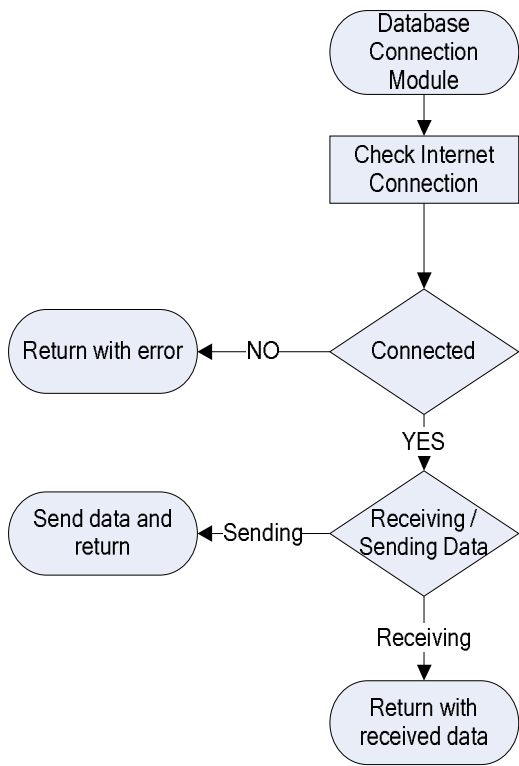 Database
Connection
Module
Check Internet
Connection
Connected
NO
Return with error
YES
Receiving /
Sending Data
Sending
Send data and
return
Receiving
Return with
received data